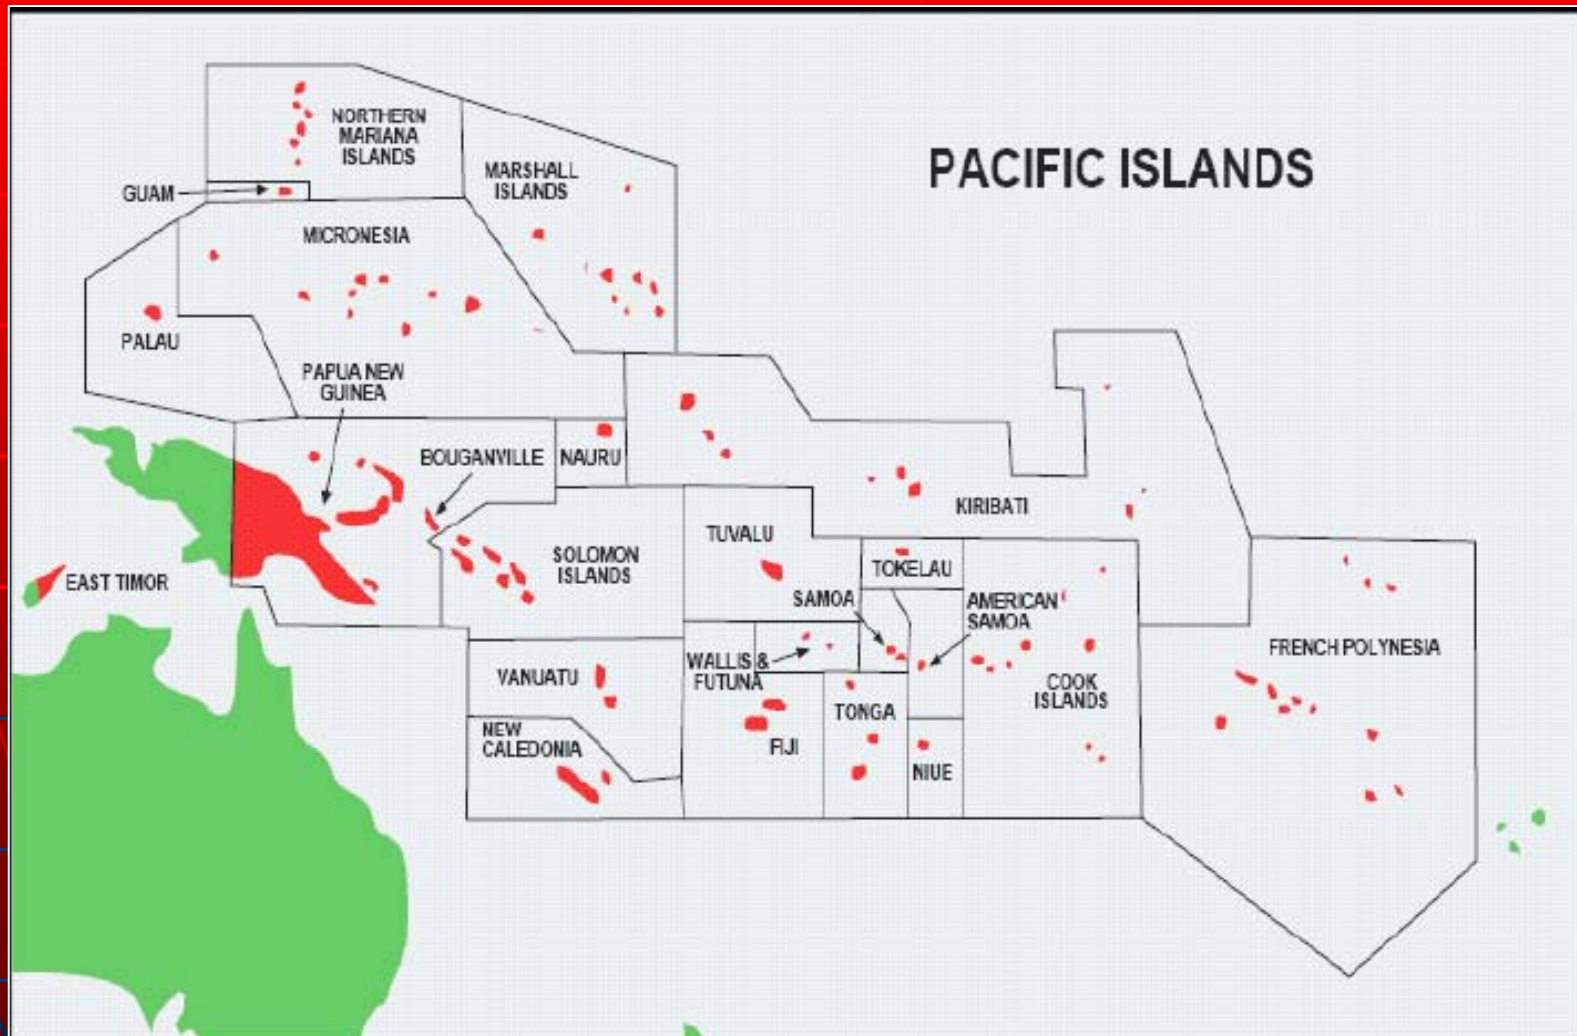 PACIFIC ISLANDS
NORTHERN
MARIANA
ISLANDS
GUAM
MARSHALL
ISLANDS
MICRONESIA
PALAU
PAPUA NEW
GUINEA
BOUGANVILLE
NAURU
KIRIBATI
EAST TIMOR
SOLOMON
ISLANDS
TUVALU
TOKELAU
SAMOA
AMERICAN
SAMOA
FRENCH POLYNESIA
VANUATU
WALLIS &
FUTUNA
COOK
ISLANDS
TONGA
NEW
CALEDONIA
FIJI
NIUE